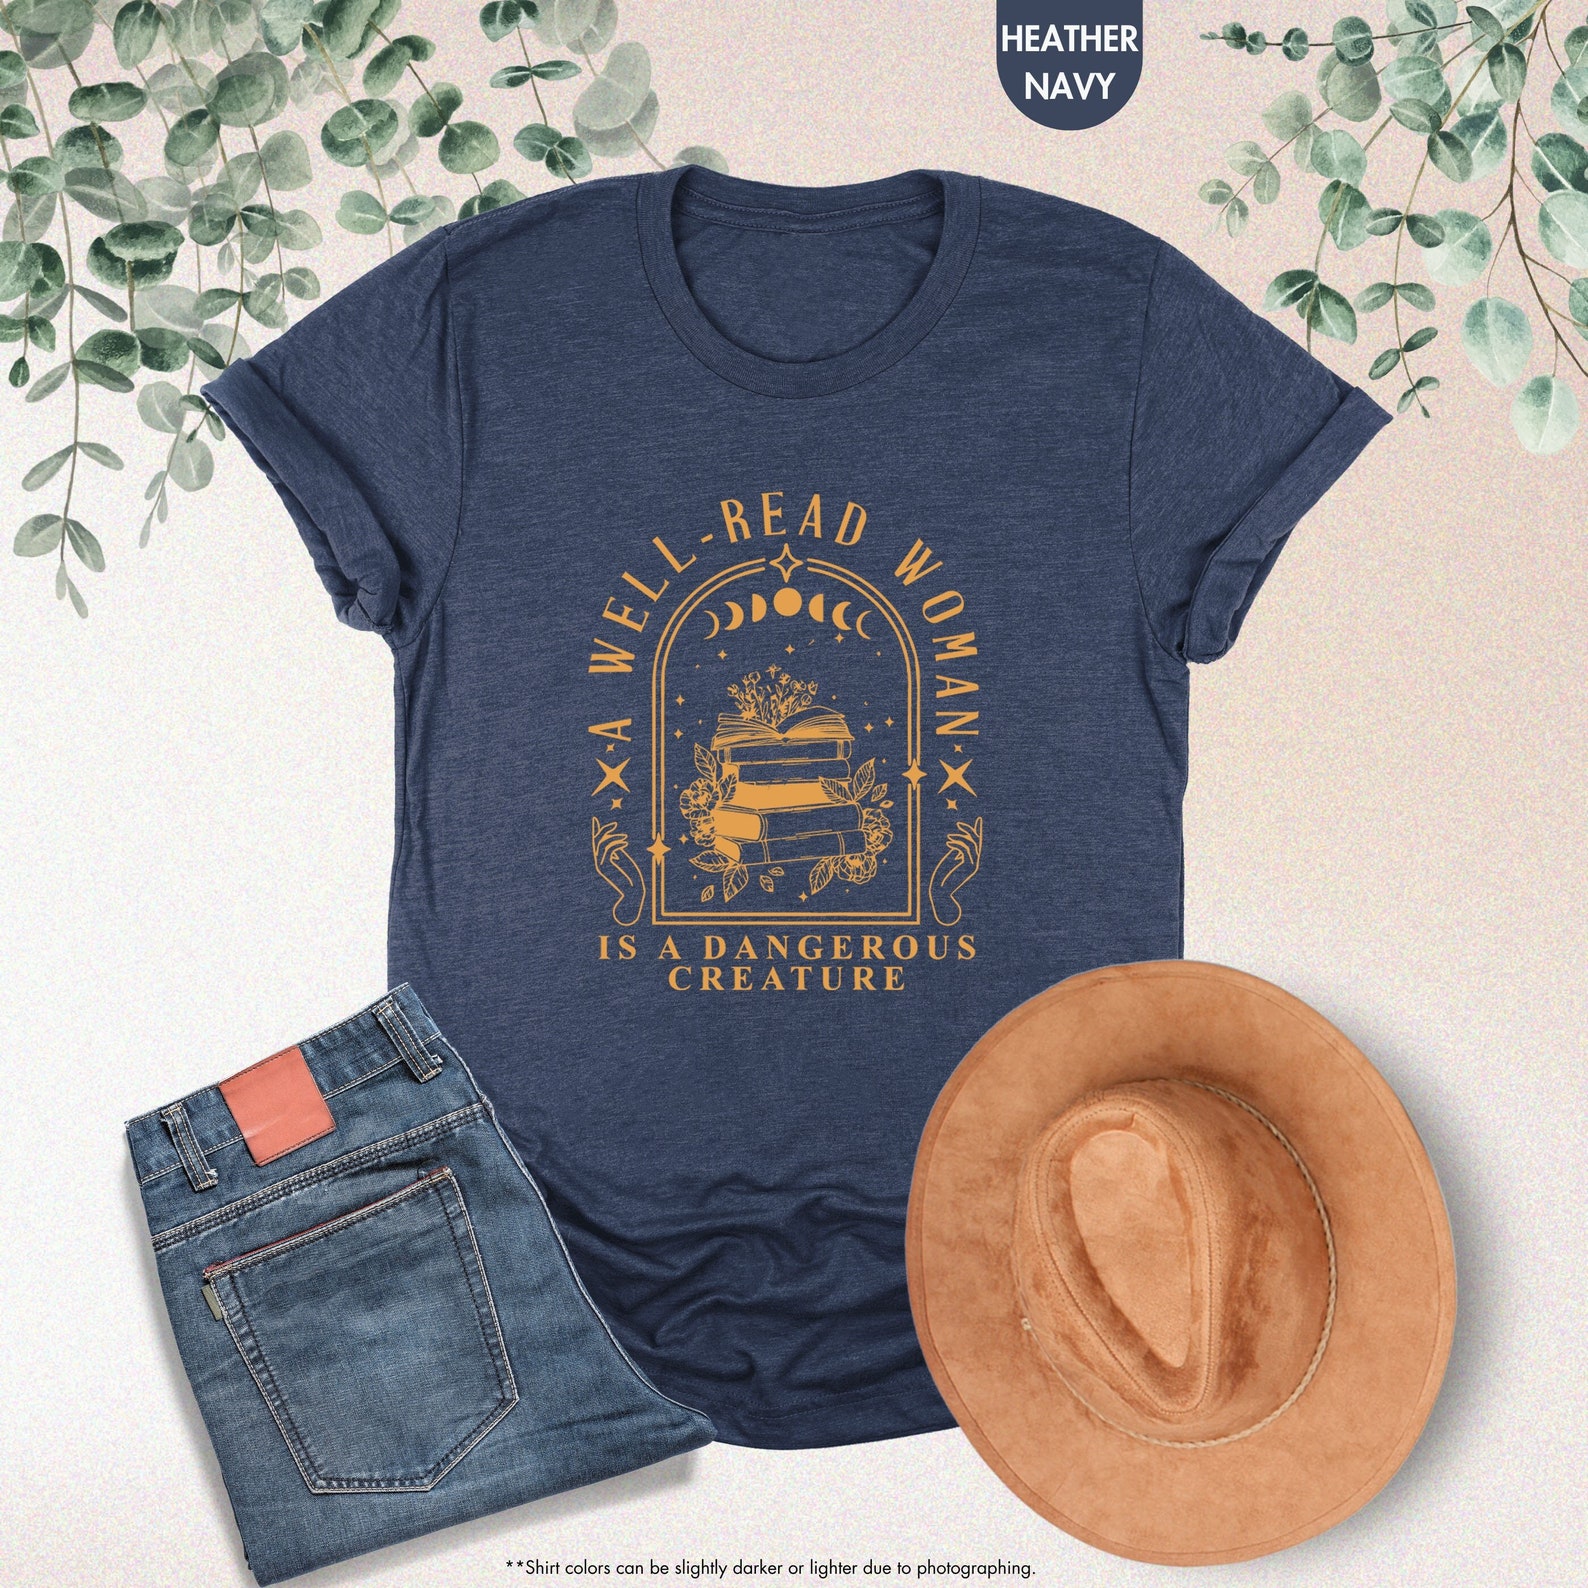 HEATHER
NAVY
A WELL-READ WOMAN
IS A DANGEROUS
CREATURE
**Shirt colors can be slightly darker or lighter due to photographing.